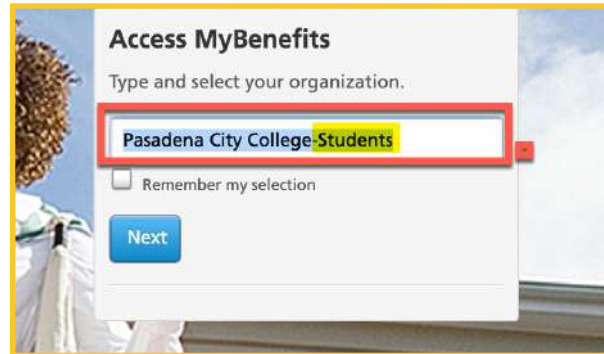 Access MyBenefits
Type and select your organization.
Pasadena City College-Students
Remember my selection
Next